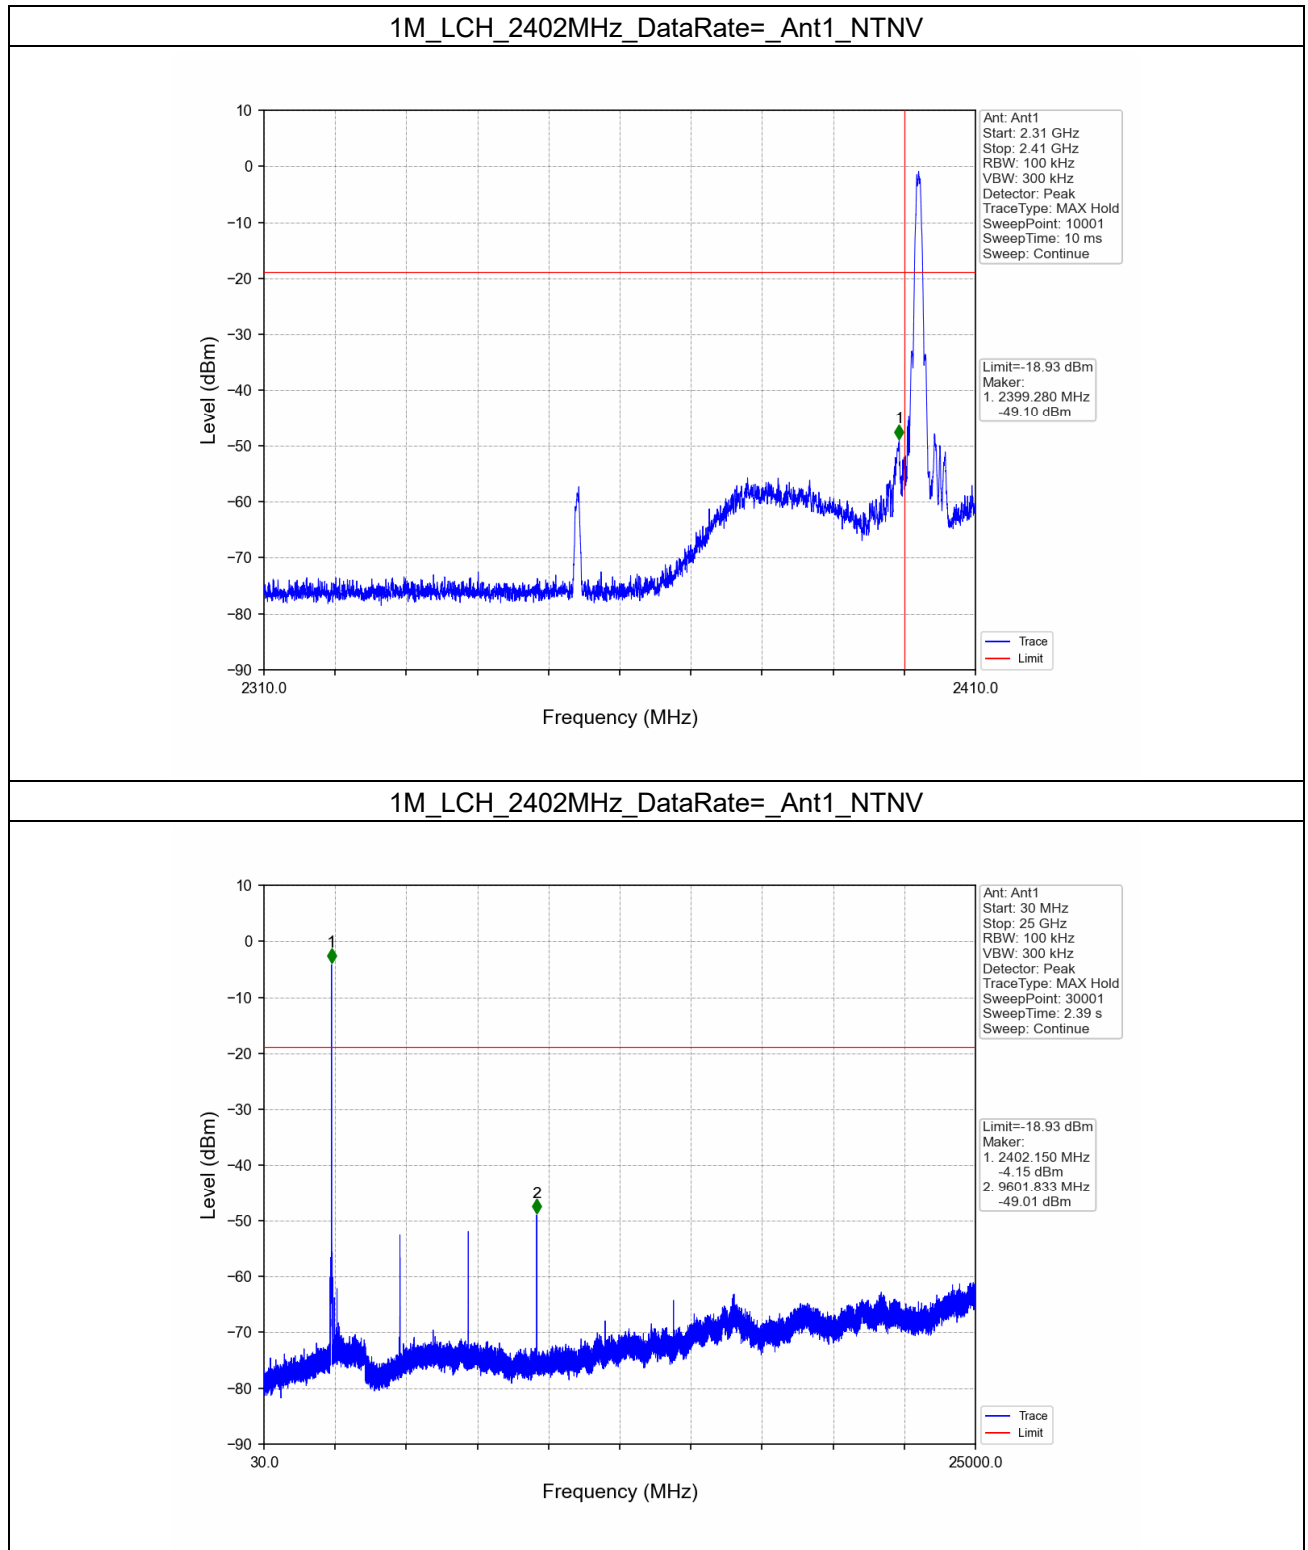 1M_LCH_2402MHz_DataRate=_Ant1_NTNV
10
0
−10
−20
−30
−40
−50
−60
−70
−80
−90
Level (dBm)
2310.0
2410.0
Frequency (MHz)
1
Ant: Ant1
Start: 2.31 GHz
Stop: 2.41 GHz
RBW: 100 kHz
VBW: 300 kHz
Detector: Peak
TraceType: MAX Hold
SweepPoint: 10001
SweepTime: 10 ms
Sweep: Continue
Limit=-18.93 dBm
Maker:
1. 2399.280 MHz
-49.10 dBm
Trace
Limit
1M_LCH_2402MHz_DataRate=_Ant1_NTNV
10
0
−10
−20
−30
−40
−50
−60
−70
−80
−90
Level (dBm)
30.0
25000.0
Frequency (MHz)
1
2
Ant: Ant1
Start: 30 MHz
Stop: 25 GHz
RBW: 100 kHz
VBW: 300 kHz
Detector: Peak
TraceType: MAX Hold
SweepPoint: 30001
SweepTime: 2.39 s
Sweep: Continue
Limit=-18.93 dBm
Maker:
1. 2402.150 MHz
-4.15 dBm
2. 9601.833 MHz
-49.01 dBm
Trace
Limit